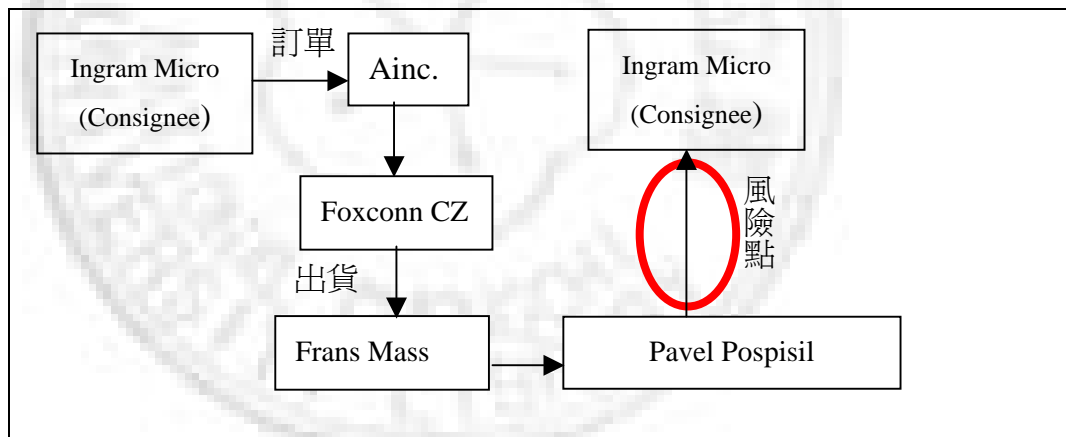 Ingram Micro
(Consignee)
訂單
Ainc.
Ingram Micro
(Consignee)
Foxconn CZ
風險點
出貨
Frans Mass
Pavel Pospisil